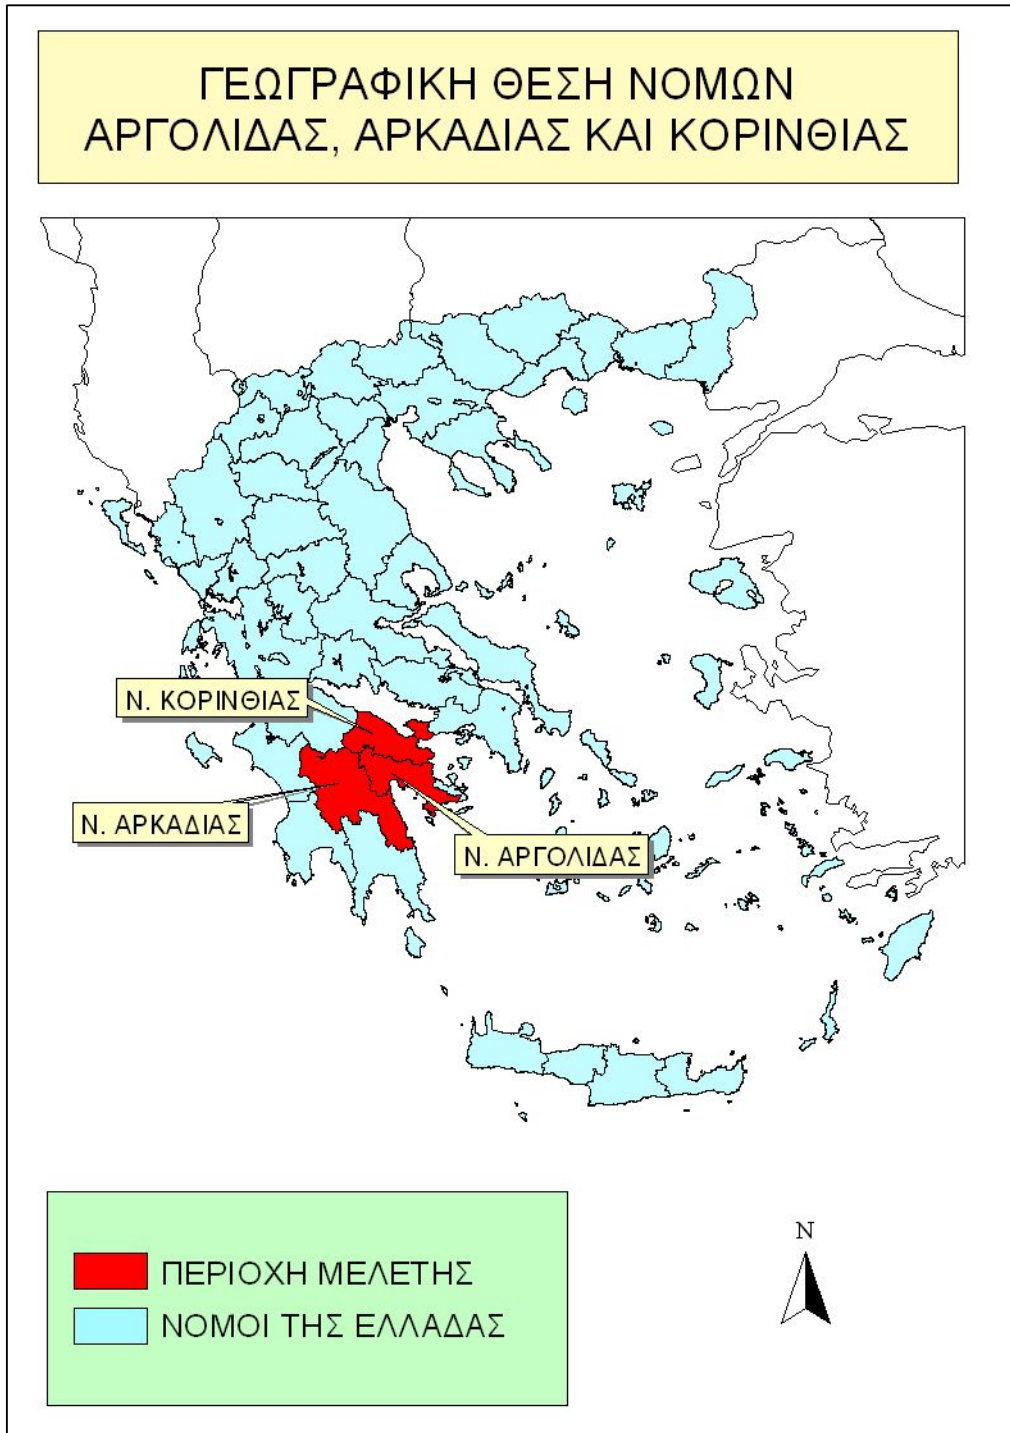 ΓΕΩΓΡΑΦΙΚΗ ΘΕΣΗ ΝΟΜΩΝ
ΑΡΓΟΛΙΔΑΣ, ΑΡΚΑΔΙΑΣ ΚΑΙ ΚΟΡΙΝΘΙΑΣ
Ν. ΚΟΡΙΝΘΙΑΣ
Ν. ΑΡΚΑΔΙΑΣ
Ν. ΑΡΓΟΛΙΔΑΣ
N
ΠΕΡΙΟΧΗ ΜΕΛΕΤΗΣ
ΝΟΜΟΙ ΤΗΣ ΕΛΛΑΔΑΣ